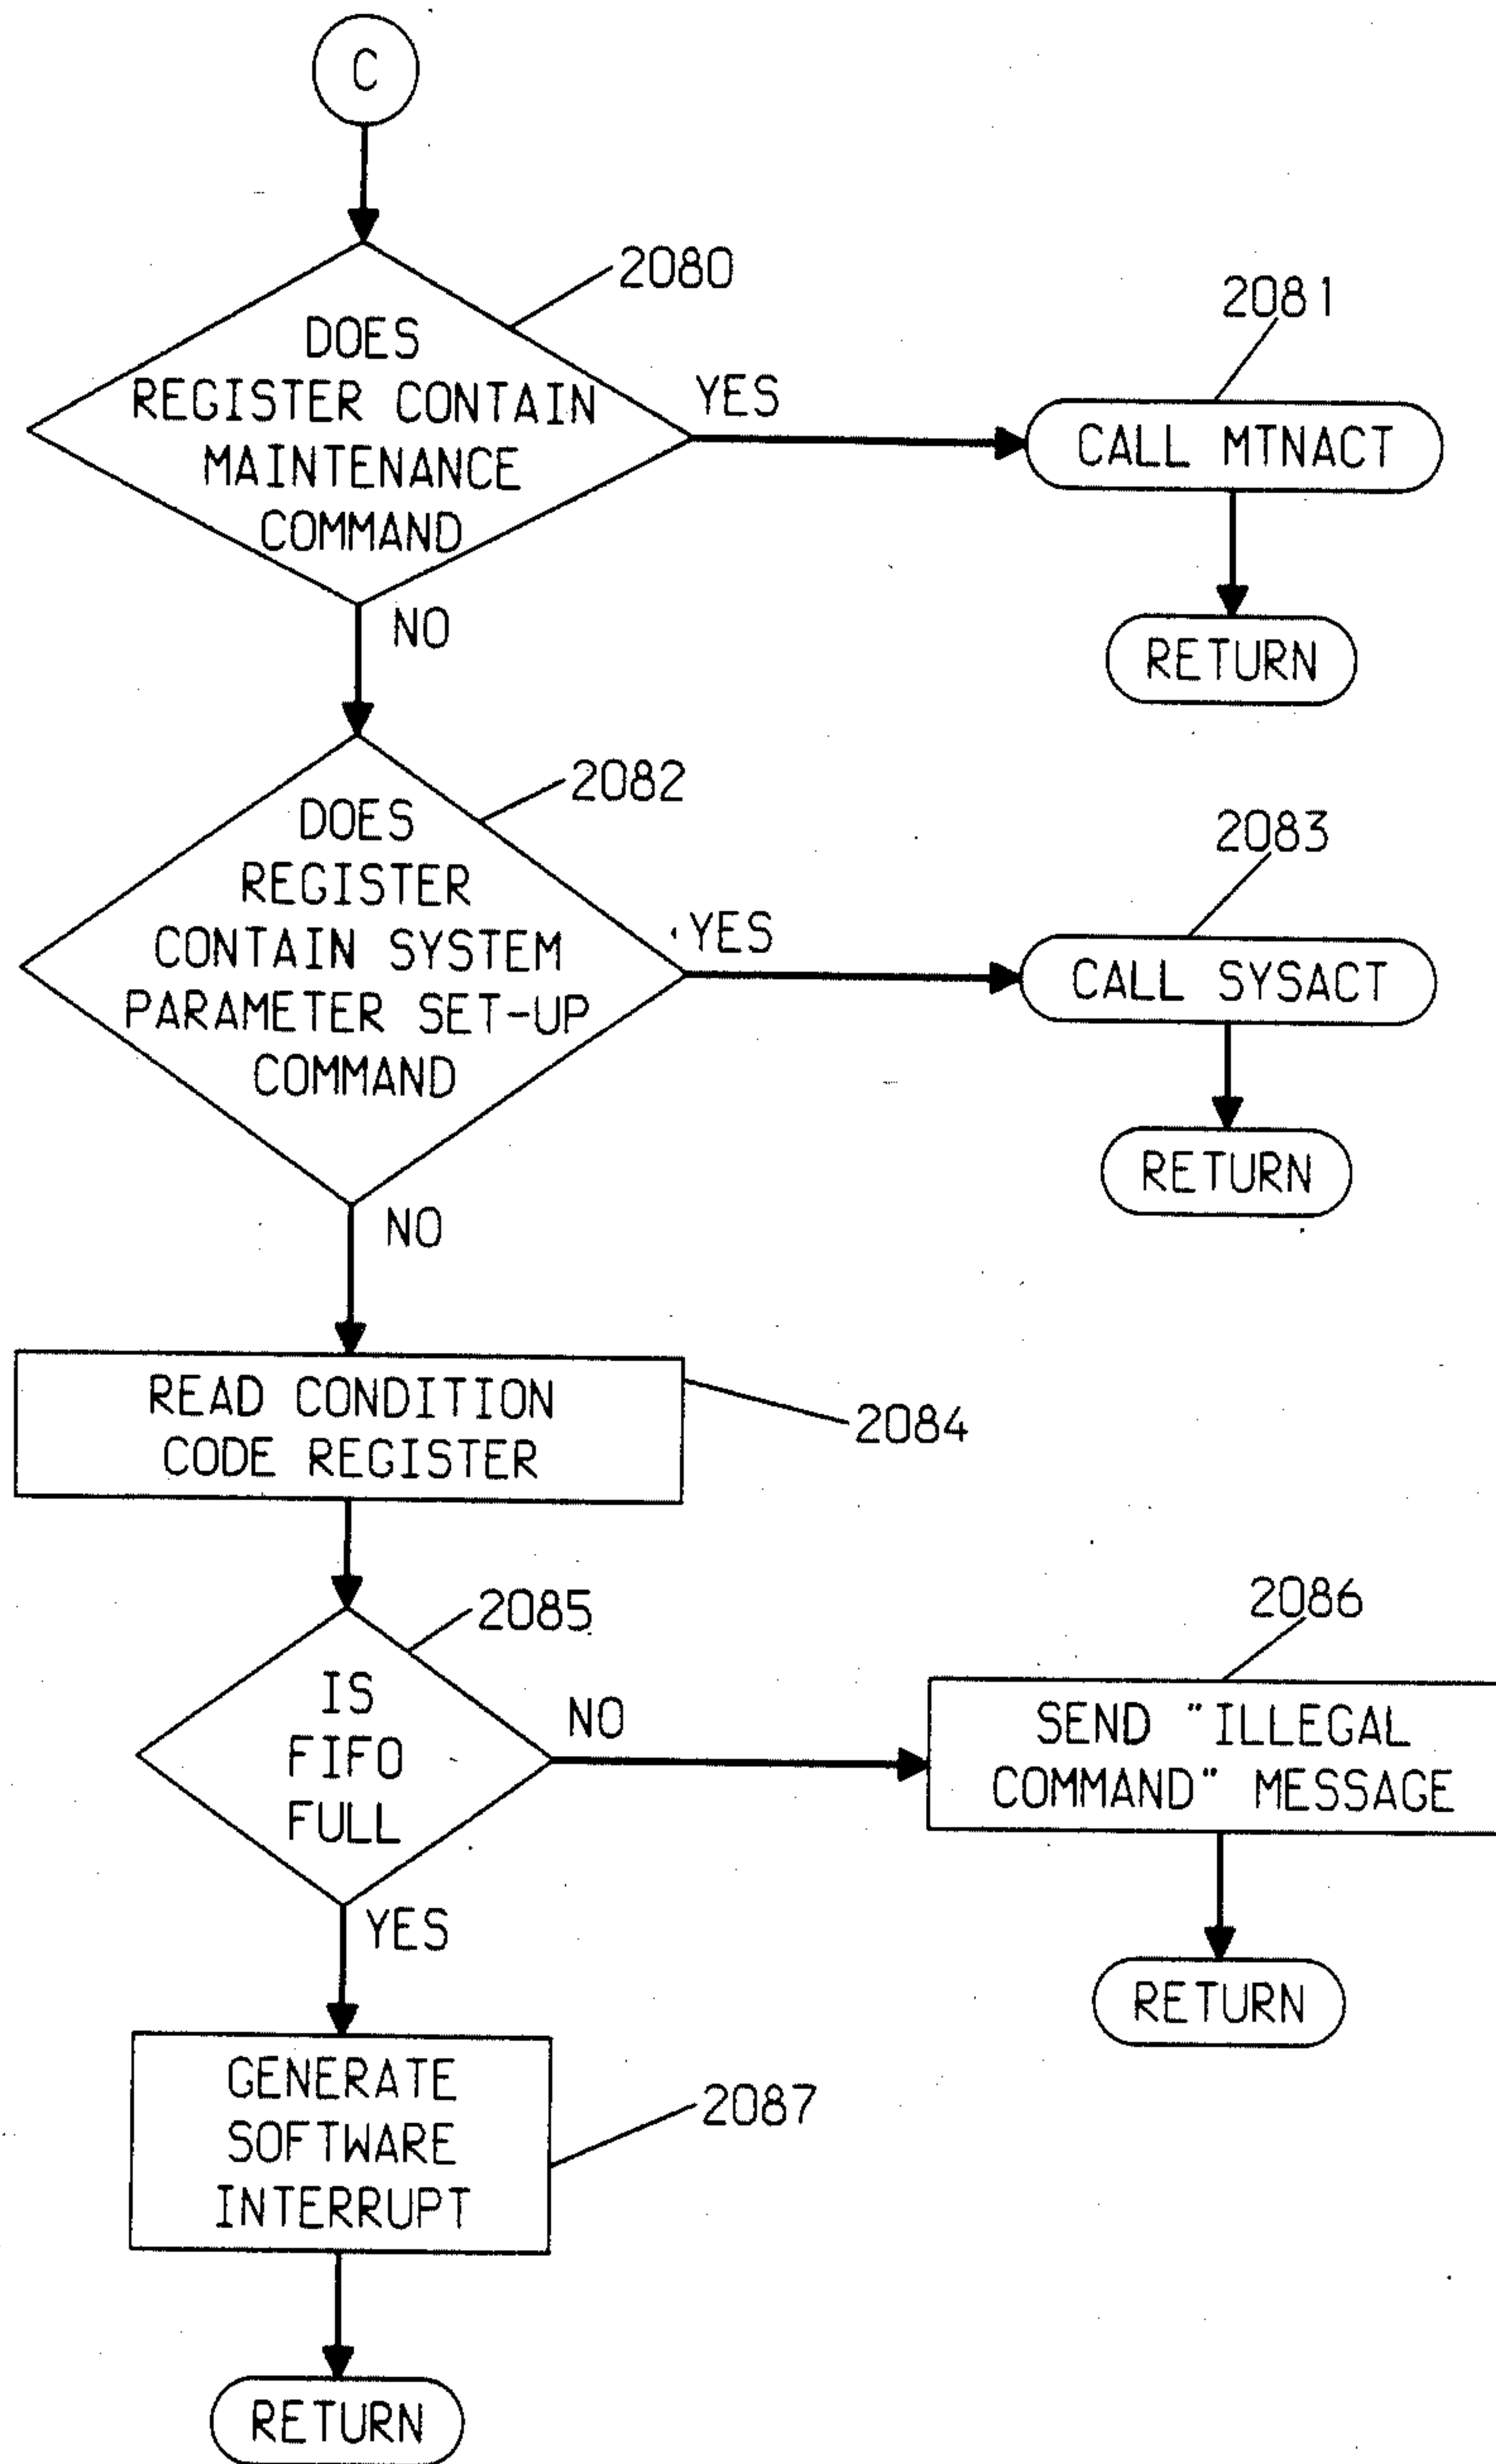 C
2080
DOES
REGISTER CONTAIN
MAINTENANCE
COMMAND
YES
2081
CALL MTNACT
RETURN
NO
2082
DOES
REGISTER
CONTAIN SYSTEM
PARAMETER SET-UP
COMMAND
YES
2083
CALL SYSACT
RETURN
NO
READ CONDITION
CODE REGISTER
2084
2085
IS
FIFO
FULL
NO
2086
SEND "ILLEGAL
COMMAND" MESSAGE
RETURN
YES
GENERATE
SOFTWARE
INTERRUPT
2087
RETURN